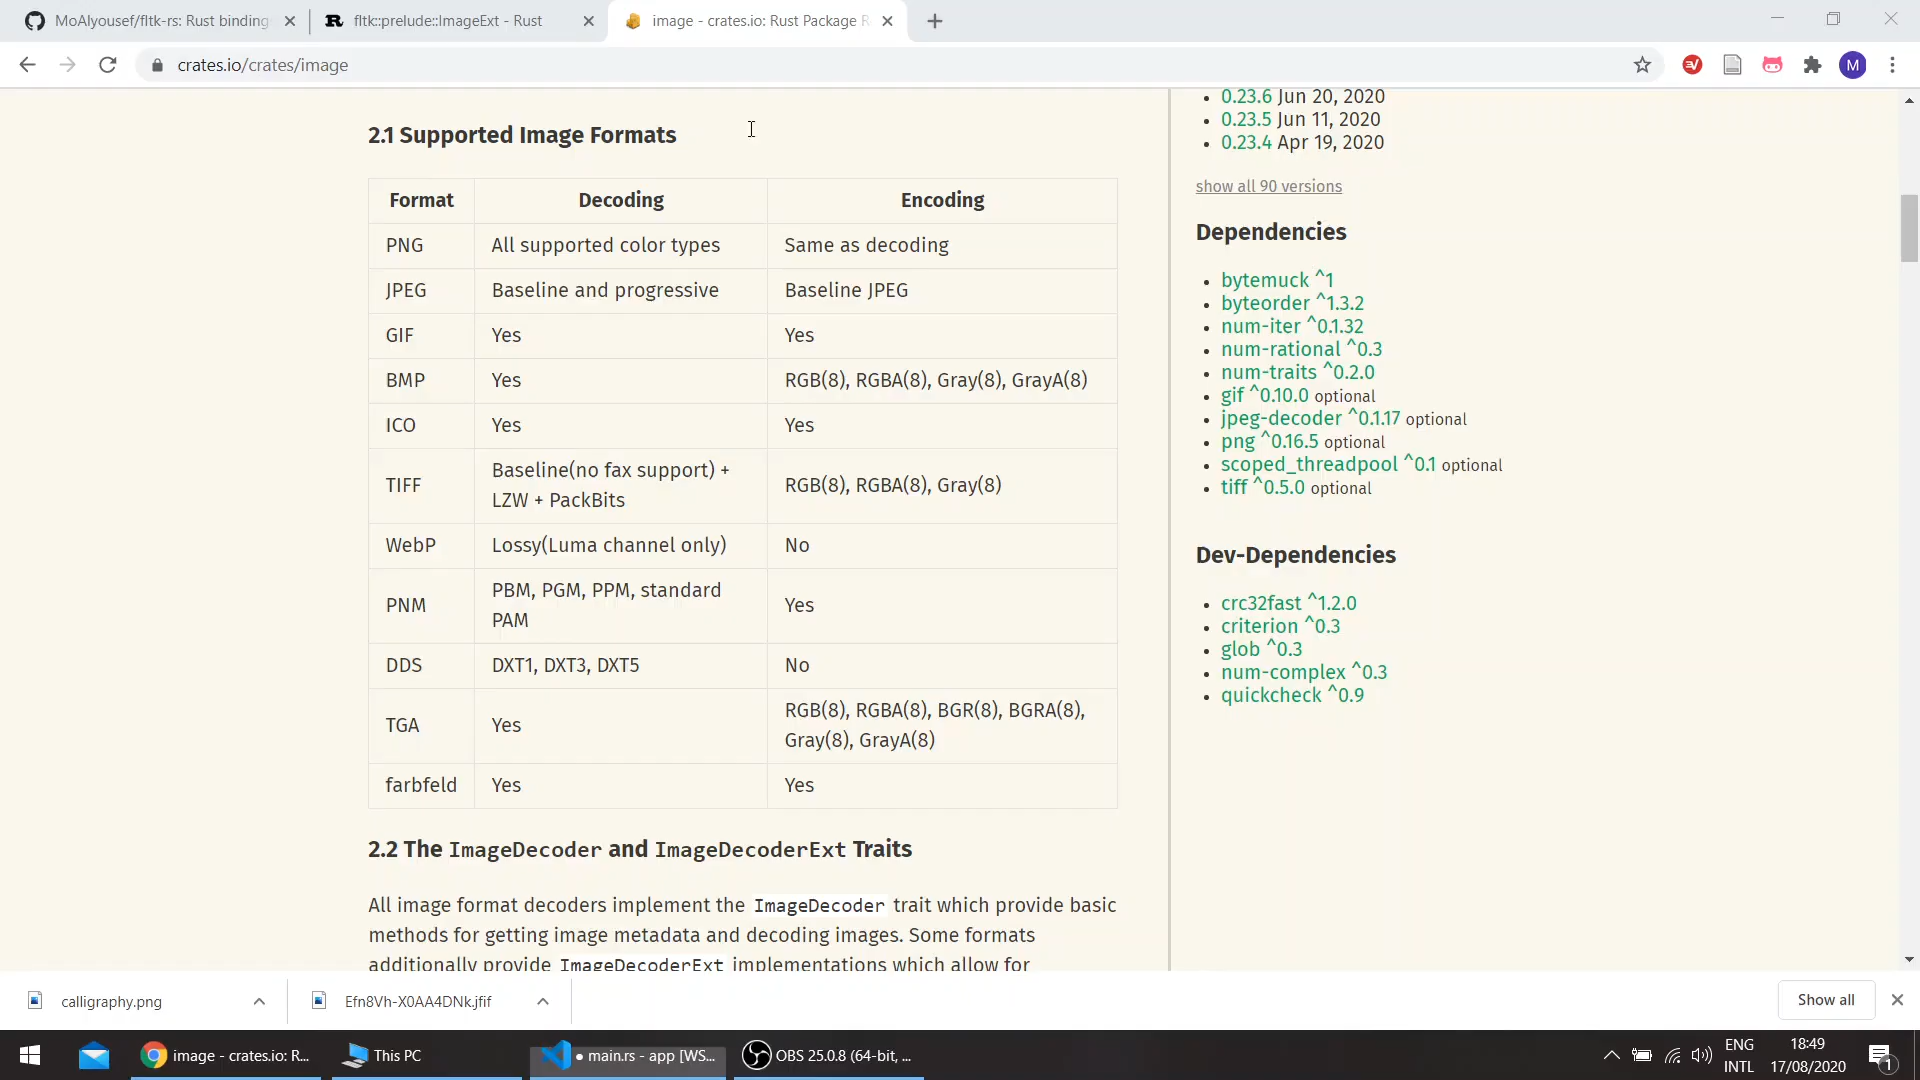 MoAlyousef/fltk-rs: Rust binding
fltk::prelude::ImageExt - Rust
image - crates.io: Rust Package R
crates.io/crates/image
M
2.1 Supported Image Formats
Format Decoding Encoding
PNG All supported color types Same as decoding
JPEG Baseline and progressive Baseline JPEG
GIF Yes Yes
BMP Yes RGB(8), RGBA(8), Gray(8), GrayA(8)
ICO Yes Yes
TIFF Baseline(no fax support) + LZW + PackBits RGB(8), RGBA(8), Gray(8)
WebP Lossy(Luma channel only) No
PNM PBM, PGM, PPM, standard PAM Yes
DDS DXT1, DXT3, DXT5 No
TGA Yes RGB(8), RGBA(8), BGR(8), BGRA(8), Gray(8), GrayA(8)
farbfeld Yes Yes
2.2 The ImageDecoder and ImageDecoderExt Traits
All image format decoders implement the ImageDecoder trait which provide basic
methods for getting image metadata and decoding images. Some formats
additionally provide ImageDecoderExt implementations which allow for
0.23.6 Jun 20, 2020
0.23.5 Jun 11, 2020
0.23.4 Apr 19, 2020
show all 90 versions
Dependencies
bytemuck ^1
byteorder ^1.3.2
num-iter ^0.1.32
num-rational ^0.3
num-traits ^0.2.0
gif ^0.10.0 optional
jpeg-decoder ^0.1.17 optional
png ^0.16.5 optional
scoped_threadpool ^0.1 optional
tiff ^0.5.0 optional
Dev-Dependencies
crc32fast ^1.2.0
criterion ^0.3
glob ^0.3
num-complex ^0.3
quickcheck ^0.9
calligraphy.png
Efn8Vh-X0AA4DNk.jfif
Show all
image - crates.io: R...
This PC
● main.rs - app [WS...
OBS 25.0.8 (64-bit, ...
ENG
INTL
18:49
17/08/2020
1